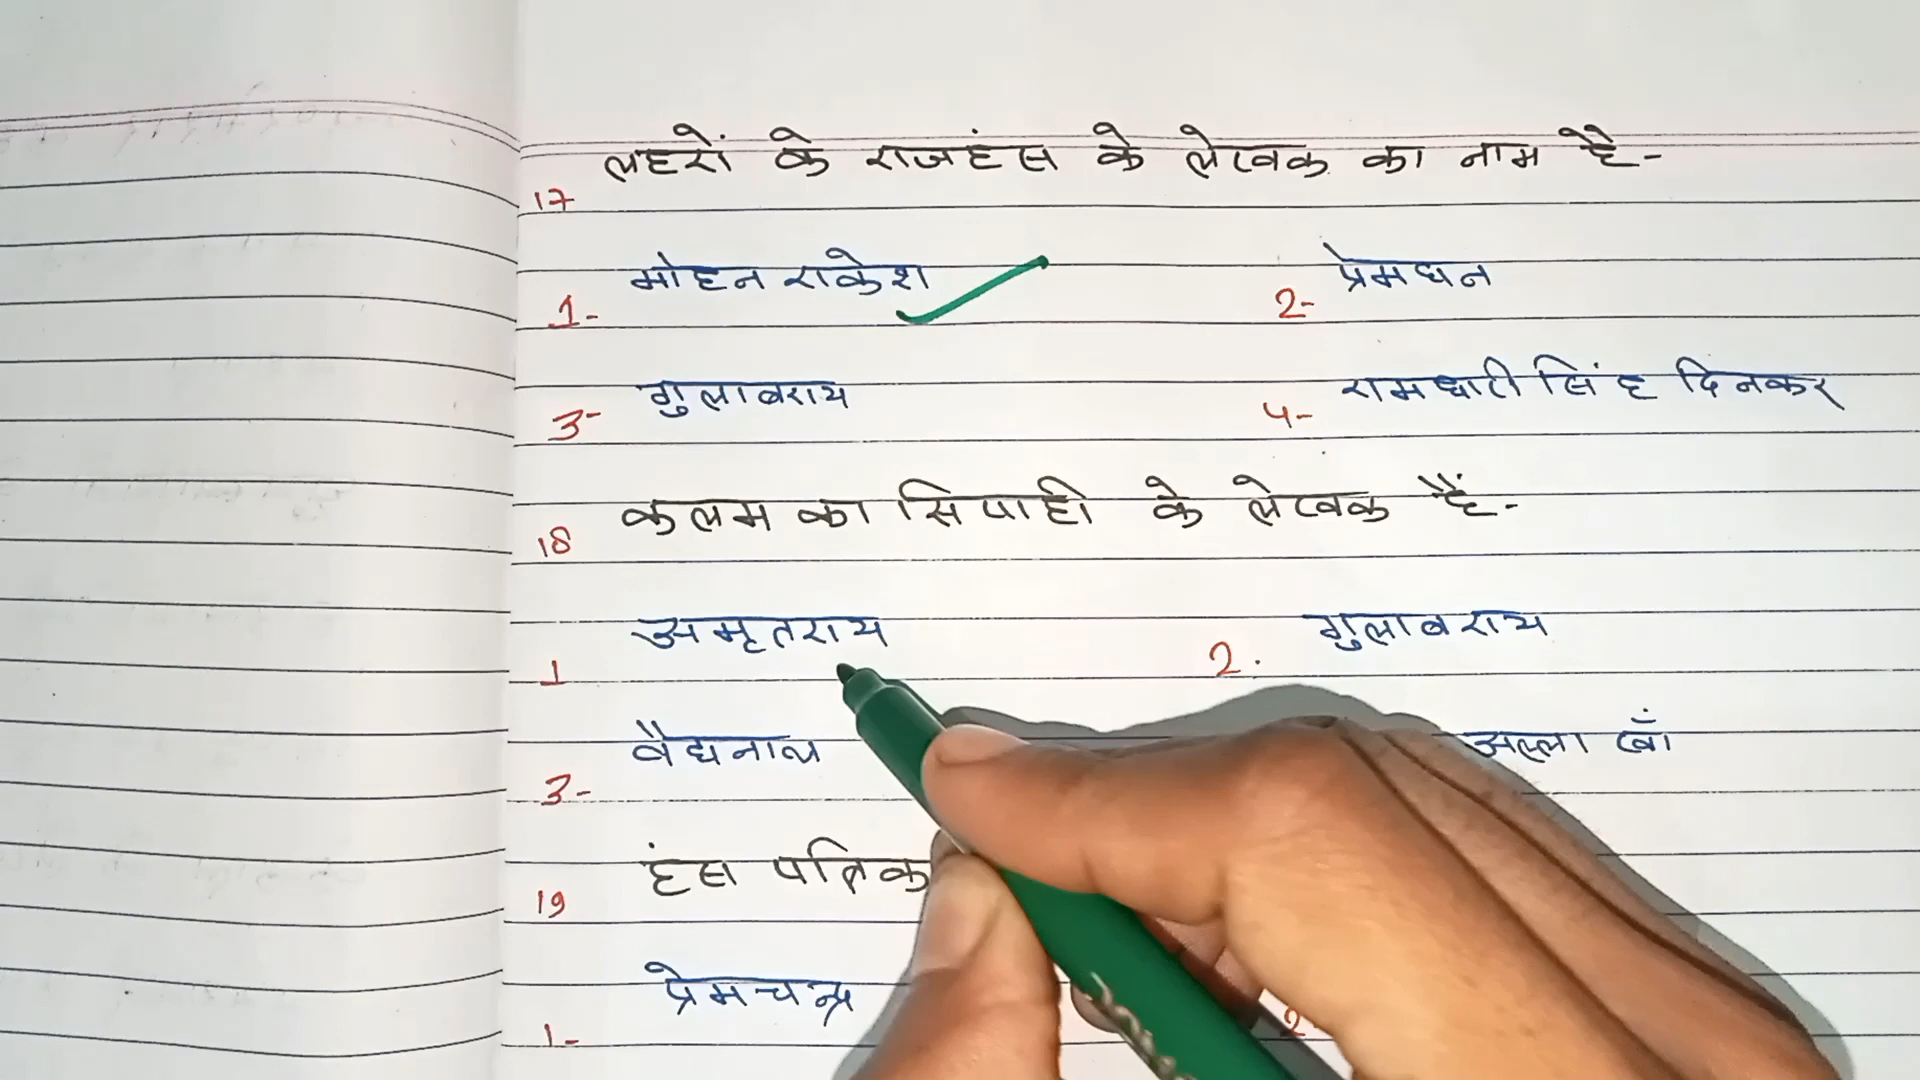 17 लहरों के राजहंस के लेखक का नाम है-
1- मोहन राकेश 2- प्रेमघन
3- गुलाबराय 4- रामधारी सिंह दिनकर
18 कलम का सिपाही के लेखक हैं-
1 अमृतराय 2. गुलाबराय
3- वैद्यनाथ अल्ला खाँ
19 हंस पत्रिक
1- प्रेमचन्द्र 2-